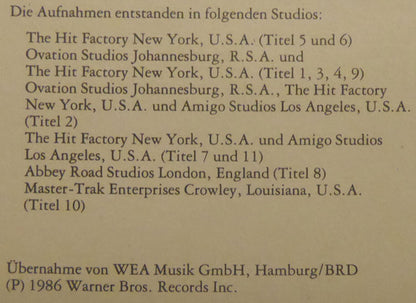 Die Aufnahmen entstanden in folgenden Studios:
The Hit Factory New York, U.S.A. (Titel 5 und 6)
Ovation Studios Johannesburg, R.S.A. und
The Hit Factory New York, U.S.A. (Titel 1, 3, 4, 9)
Ovation Studios Johannesburg, R.S.A., The Hit Factory
New York, U.S.A. und Amigo Studios Los Angeles, U.S.A.
(Titel 2)
The Hit Factory New York, U.S.A. und Amigo Studios
Los Angeles, U.S.A. (Titel 7 und 11)
Abbey Road Studios London, England (Titel 8)
Master-Trak Enterprises Crowley, Louisiana, U.S.A.
(Titel 10)
Übernahme von WEA Musik GmbH, Hamburg/BRD
(P) 1986 Warner Bros. Records Inc.